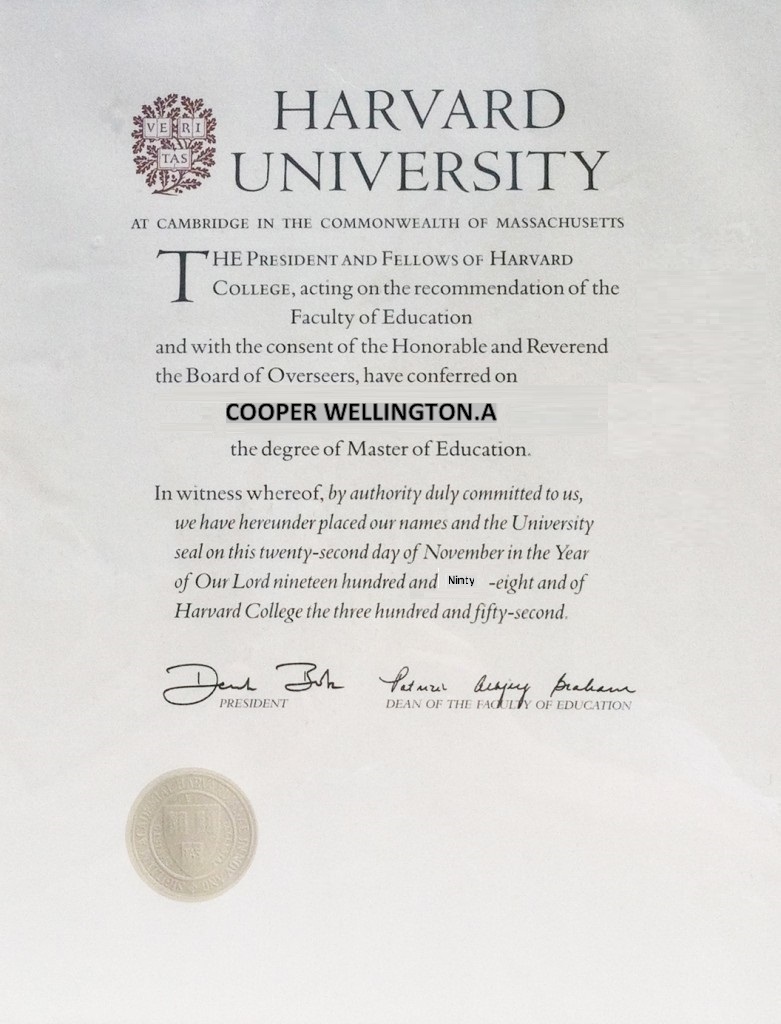 VE RI
TAS
HARVARD
UNIVERSITY
AT CAMBRIDGE IN THE COMMONWEALTH OF MASSACHUSETTS
THE PRESIDENT AND FELLOWS OF HARVARD
COLLEGE, acting on the recommendation of the
Faculty of Education
and with the consent of the Honorable and Reverend
the Board of Overseers, have conferred on
COOPER WELLINGTON.A
the degree of Master of Education.
In witness whereof, by authority duly committed to us,
we have hereunder placed our names and the University
seal on this twenty-second day of November in the Year
of Our Lord nineteen hundred and Ninty -eight and of
Harvard College the three hundred and fifty-second.
PRESIDENT
DEAN OF THE FACULTY OF EDUCATION